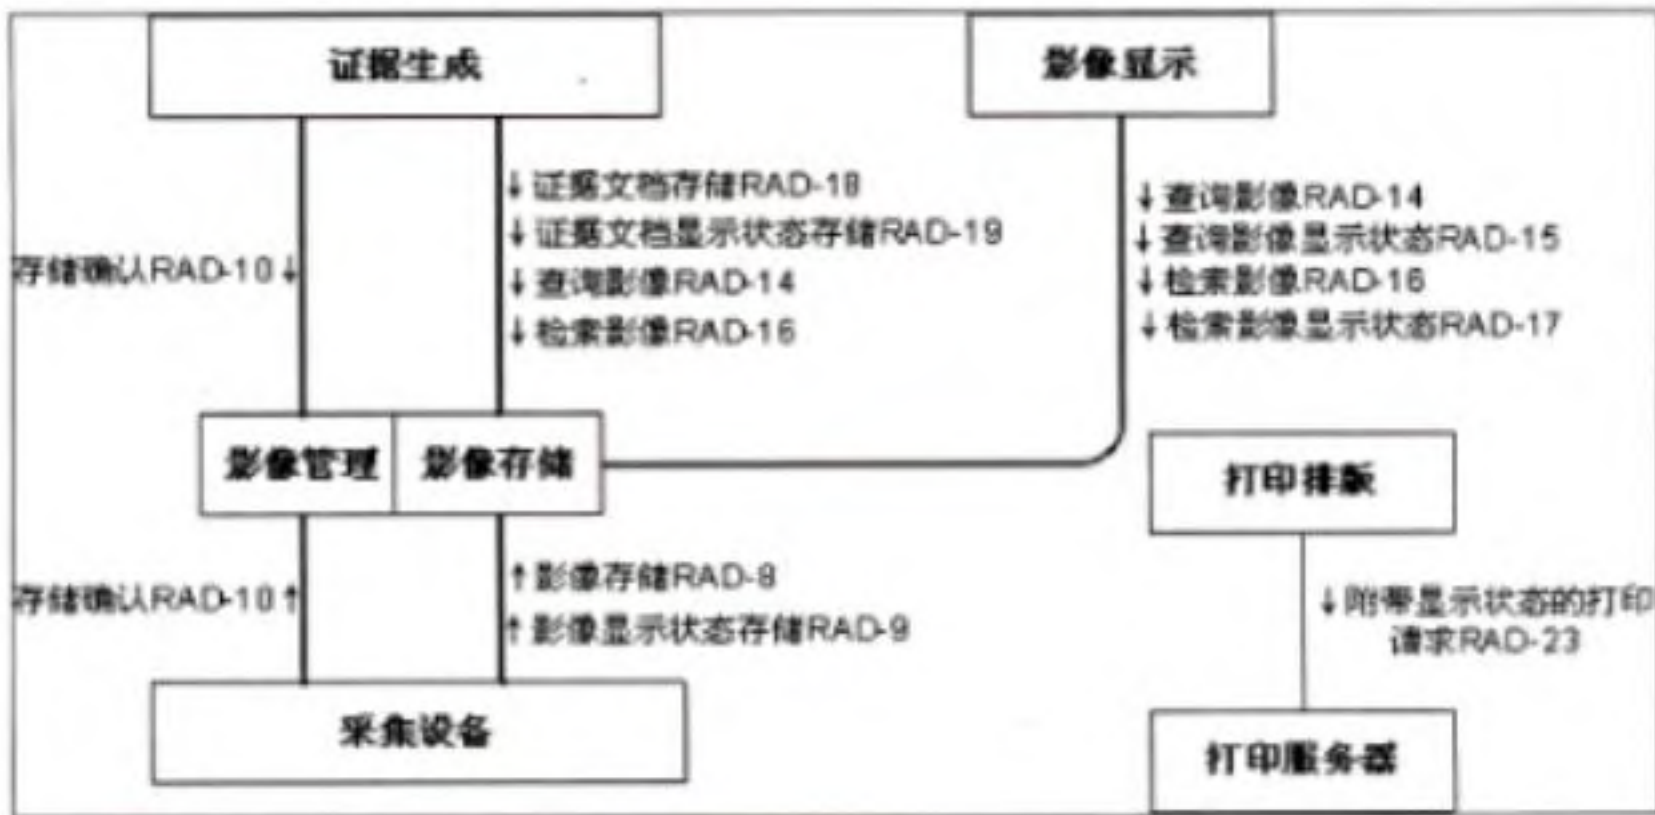 证据生成
影像显示
↓证据文档存储RAD-18
↓证据文档显示状态存储RAD-19
↓查询影像RAD-14
↓检索影像RAD-16
存储确认RAD-10↓
↓查询影像RAD-14
↓查询影像显示状态RAD-15
↓检索影像RAD-16
↓检索影像显示状态RAD-17
影像管理
影像存储
打印排版
存储确认RAD-10↑
↑影像存储RAD-8
↑影像显示状态存储RAD-9
↓附带显示状态的打印
请求RAD-23
采集设备
打印服务器